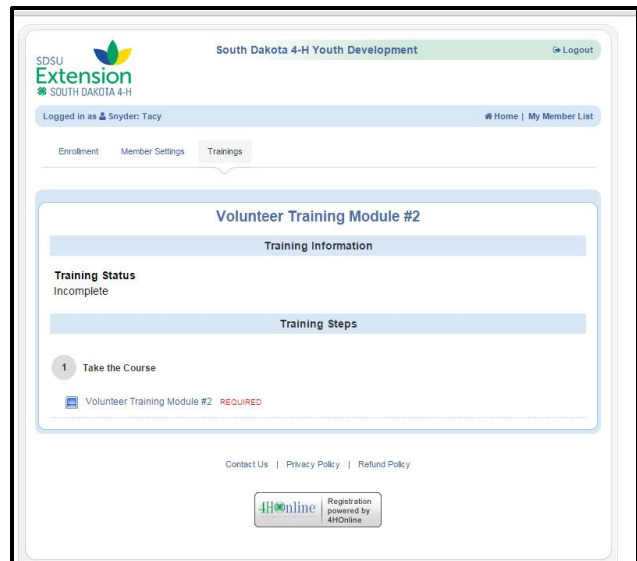 SDSU
Extension
SOUTH DAKOTA 4-H
South Dakota 4-H Youth Development
Logout
Logged in as Snyder: Tacy
Home | My Member List
Enrollment Member Settings Trainings
Volunteer Training Module #2
Training Information
Training Status
Incomplete
Training Steps
1 Take the Course
Volunteer Training Module #2 REQUIRED
Contact Us | Privacy Policy | Refund Policy
4HOnline
Registration
powered by
4HOnline